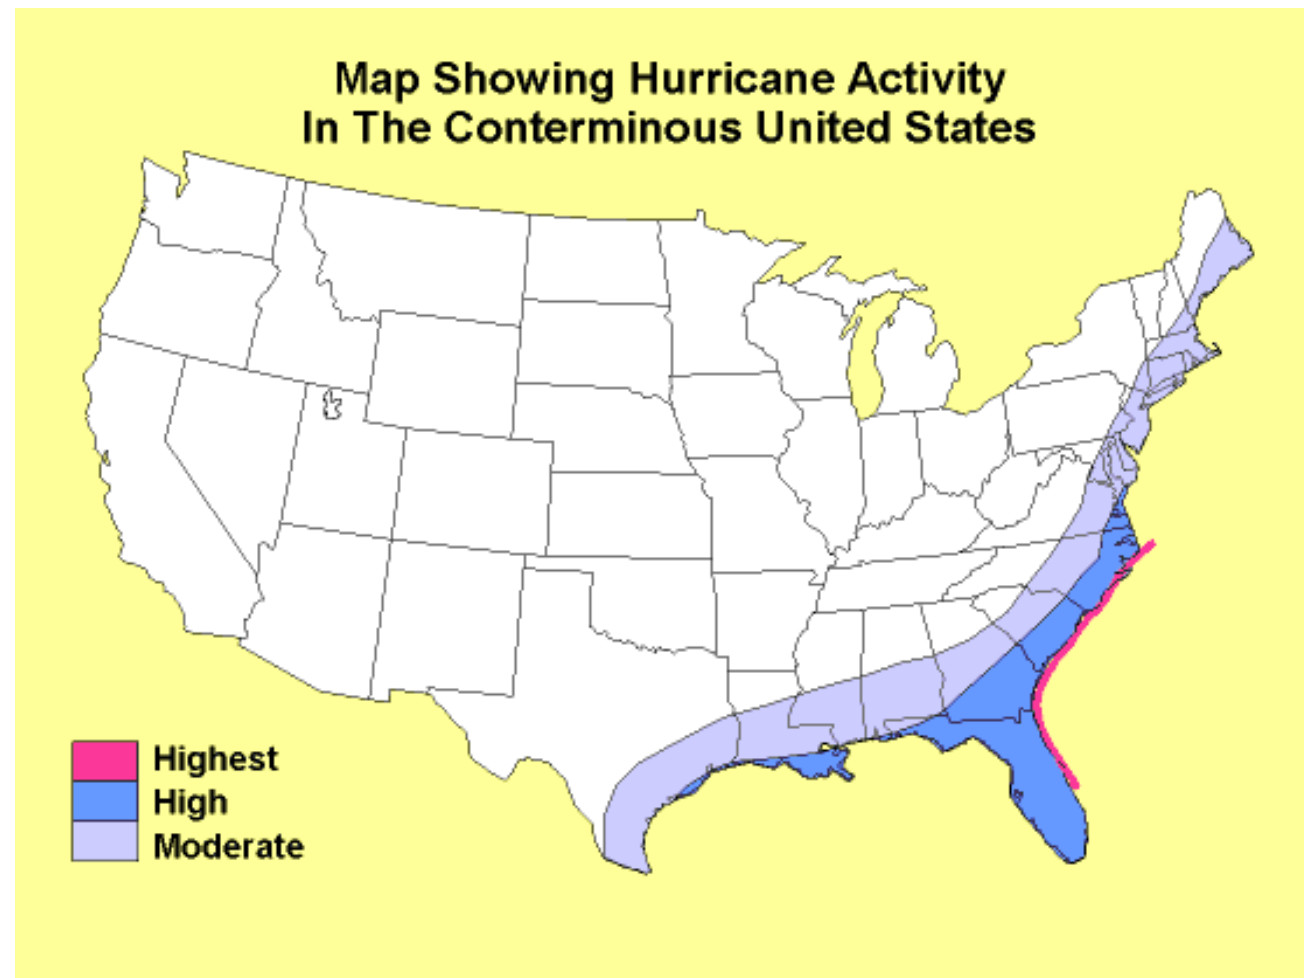 Map Showing Hurricane Activity
In The Conterminous United States
Highest
High
Moderate